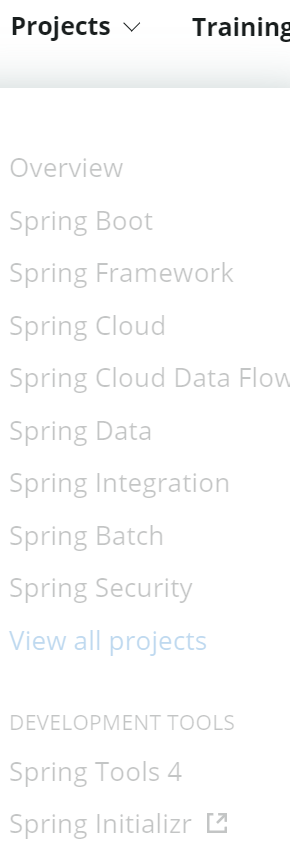 Projects Training
Overview
Spring Boot
Spring Framework
Spring Cloud
Spring Cloud Data Flow
Spring Data
Spring Integration
Spring Batch
Spring Security
View all projects
DEVELOPMENT TOOLS
Spring Tools 4
Spring Initializr